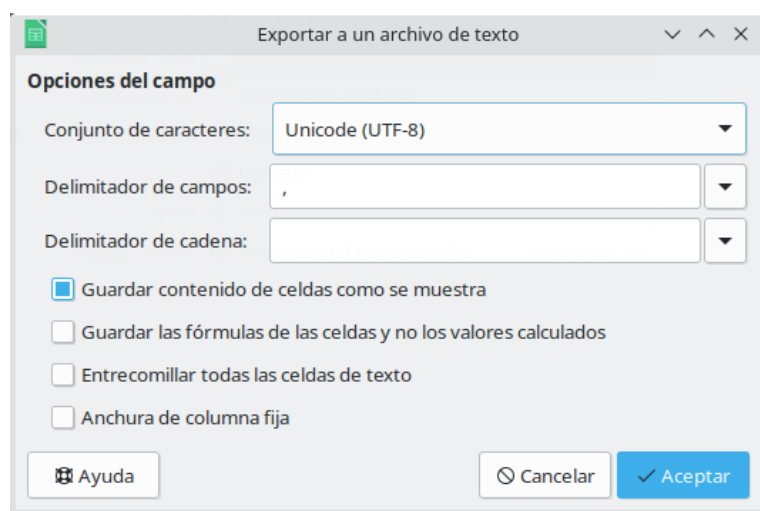 Exportar a un archivo de texto
Opciones del campo
Conjunto de caracteres: Unicode (UTF-8)
Delimitador de campos: ,
Delimitador de cadena:
Guardar contenido de celdas como se muestra
Guardar las fórmulas de las celdas y no los valores calculados
Entrecomillar todas las celdas de texto
Anchura de columna fija
Ayuda Cancelar Aceptar